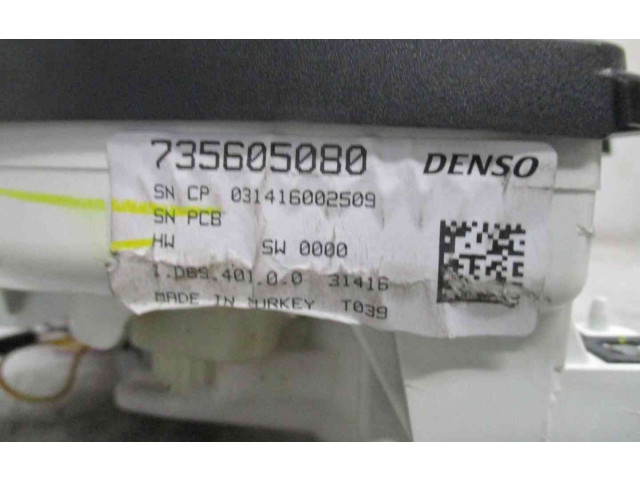 735605080 DENSO
SN CP 031416002509
SN PCB
HW SW 0000
1.DB9.401.0.0 31416
MADE IN TURKEY T039